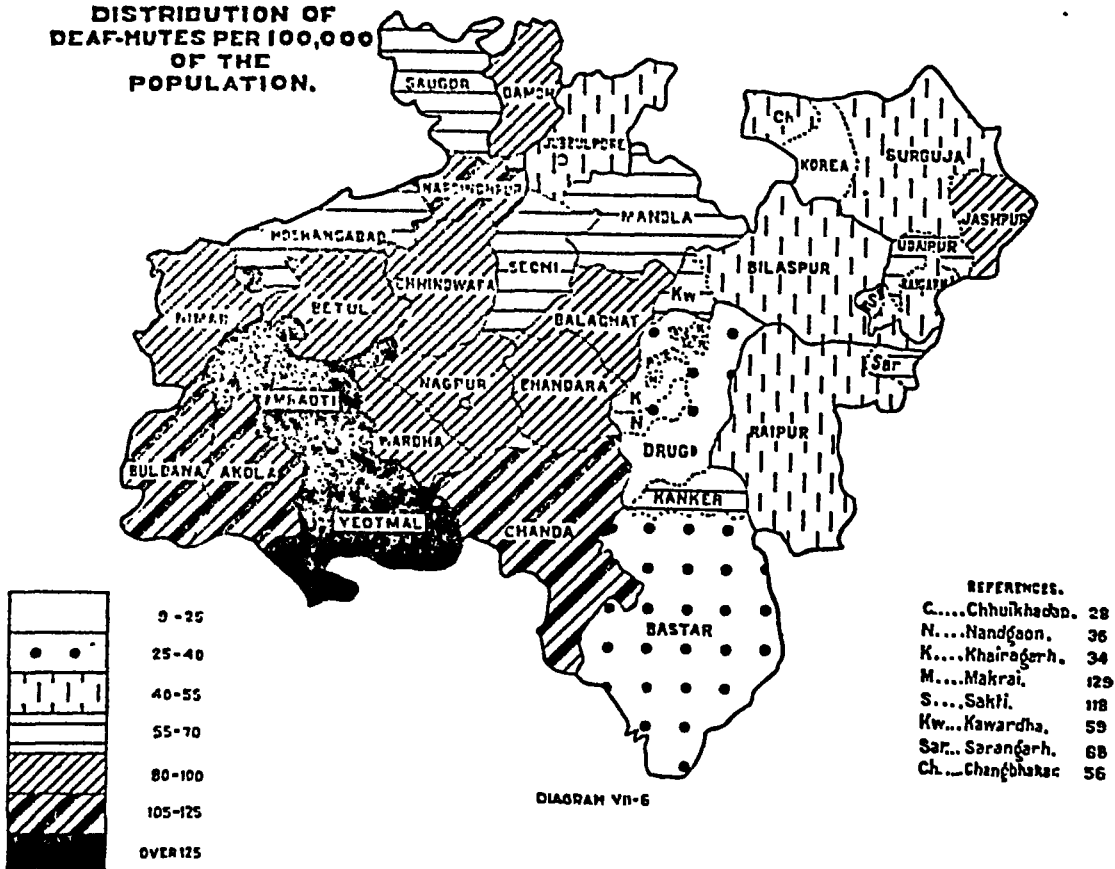 DISTRIBUTION OF
DEAF-MUTES PER 100,000
OF THE
POPULATION.
SAUGOR
DAMOH
JUBBULPORE
Ch
KOREA
SURGUJA
JASHPUR
NARSINGHPUR
MANDLA
HOSHANGABAD
UDAIPUR
SEONI
BILASPUR
RAIGARH
CHHINDWARA
Kw
S
NIMAR
BETUL
BALAGHAT
Sar
NAGPUR
BHANDARA
K
AMRAOTI
N
WARDHA
DRUG
RAIPUR
BULDANA
AKOLA
KANKER
YEOTMAL
CHANDA
BASTAR
9-25
25-40
40-55
55-70
80-100
105-125
OVER 125
DIAGRAM VII-6
REFERENCES.
C....Chhuikhadan. 28
N....Nandgaon. 36
K....Khairagarh. 34
M....Makrai. 129
S....Sakti. 118
Kw...Kawardha. 59
Sar... Sarangarh. 68
Ch....Changbhakar 56